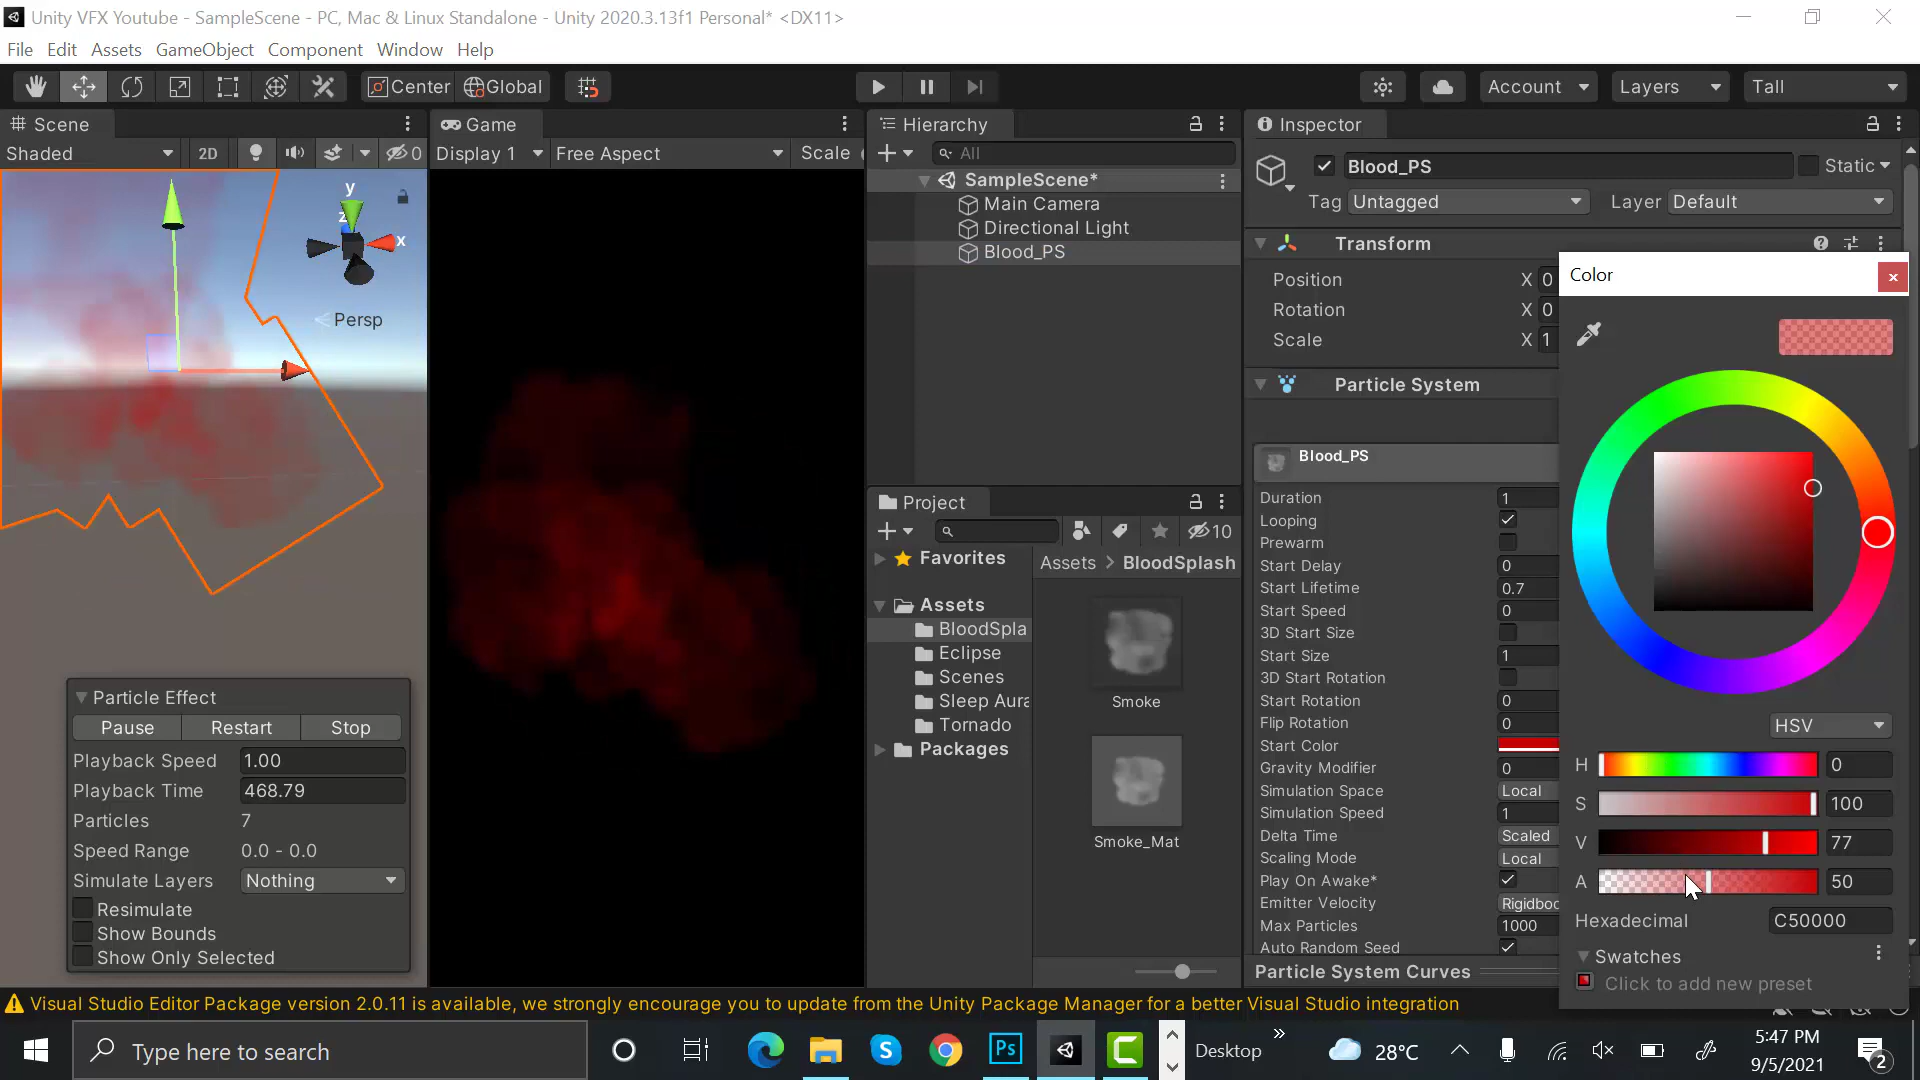 Unity VFX Youtube - SampleScene - PC, Mac & Linux Standalone - Unity 2020.3.13f1 Personal* <DX11>
File Edit Assets GameObject Component Window Help
Center Global Account Layers Tall
Scene
Shaded 2D 0
y
z
x
Persp
Particle Effect
Pause Restart Stop
Playback Speed 1.00
Playback Time 468.79
Particles 7
Speed Range 0.0 - 0.0
Simulate Layers Nothing
Resimulate
Show Bounds
Show Only Selected
Game
Display 1 Free Aspect Scale
Hierarchy
All
SampleScene*
Main Camera
Directional Light
Blood_PS
Project
10
Favorites
Assets
BloodSpla
Eclipse
Scenes
Sleep Aura
Tornado
Packages
Assets > BloodSplash
Smoke
Smoke_Mat
Inspector
Blood_PS Static
Tag Untagged Layer Default
Transform
Position X 0
Rotation X 0
Scale X 1
Particle System
Blood_PS
Duration 1
Looping
Prewarm
Start Delay 0
Start Lifetime 0.7
Start Speed 0
3D Start Size
Start Size 1
3D Start Rotation
Start Rotation 0
Flip Rotation 0
Start Color
Gravity Modifier 0
Simulation Space Local
Simulation Speed 1
Delta Time Scaled
Scaling Mode Local
Play On Awake*
Emitter Velocity Rigidboc
Max Particles 1000
Auto Random Seed
Particle System Curves
Color
x
HSV
H 0
S 100
V 77
A 50
Hexadecimal C50000
Swatches
Click to add new preset
Visual Studio Editor Package version 2.0.11 is available, we strongly encourage you to update from the Unity Package Manager for a better Visual Studio integration
Type here to search
Ps
Desktop
28°C
5:47 PM
9/5/2021
2